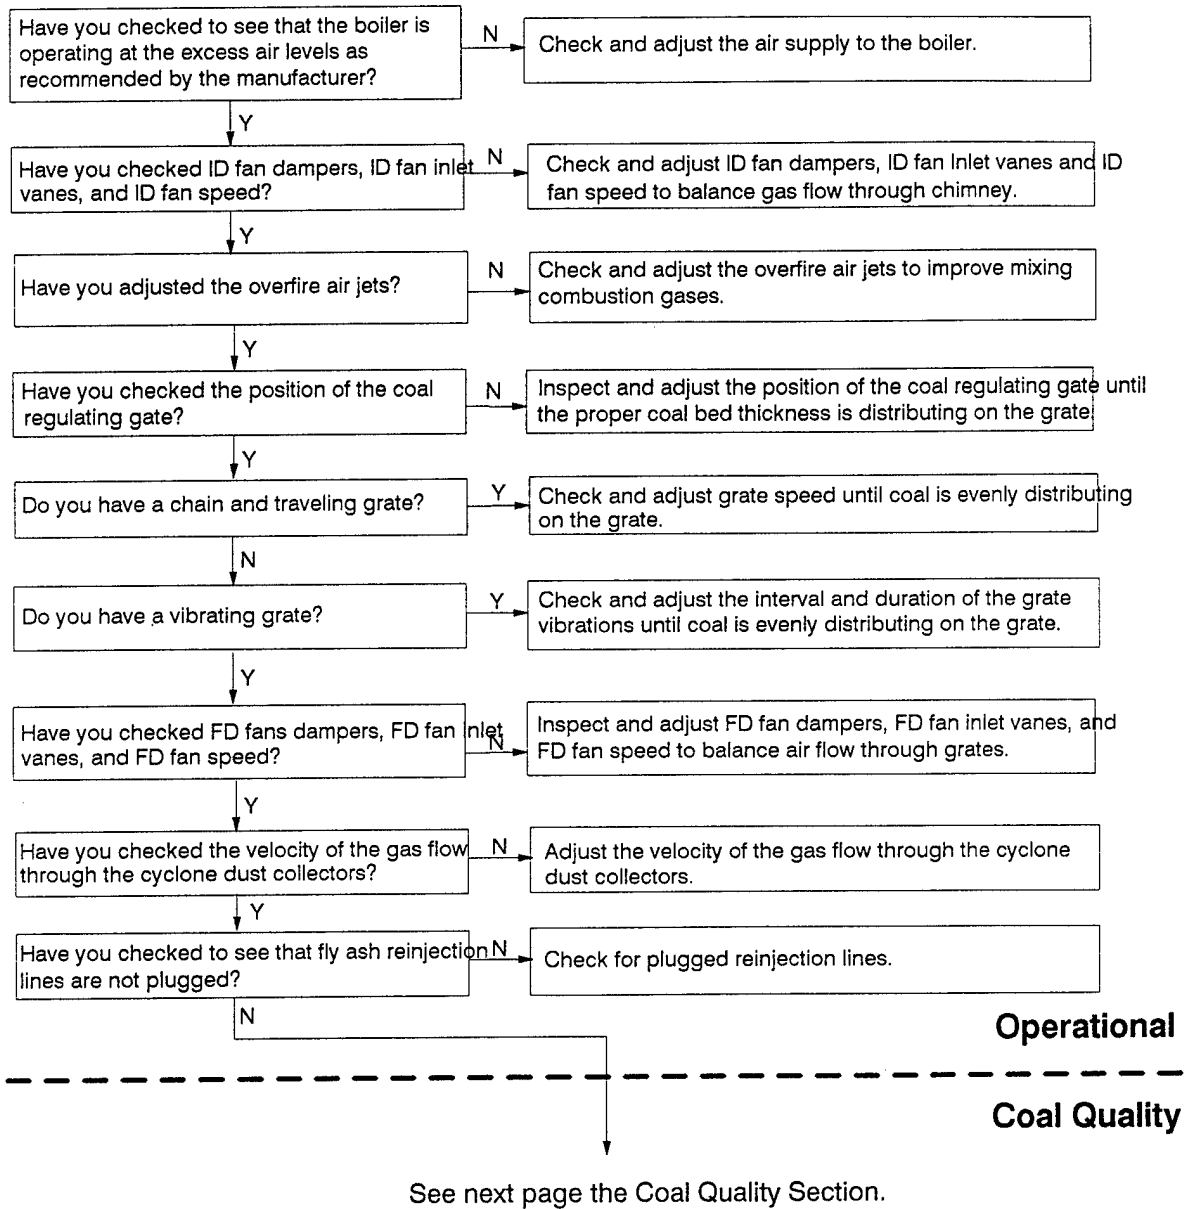 Have you checked to see that the boiler is
operating at the excess air levels as
recommended by the manufacturer?
N
Check and adjust the air supply to the boiler.
Y
Have you checked ID fan dampers, ID fan inlet
vanes, and ID fan speed?
N
Check and adjust ID fan dampers, ID fan Inlet vanes and ID
fan speed to balance gas flow through chimney.
Y
Have you adjusted the overfire air jets?
N
Check and adjust the overfire air jets to improve mixing
combustion gases.
Y
Have you checked the position of the coal
regulating gate?
N
Inspect and adjust the position of the coal regulating gate until
the proper coal bed thickness is distributing on the grate.
Y
Do you have a chain and traveling grate?
Y
Check and adjust grate speed until coal is evenly distributing
on the grate.
N
Do you have a vibrating grate?
Y
Check and adjust the interval and duration of the grate
vibrations until coal is evenly distributing on the grate.
Y
Have you checked FD fans dampers, FD fan Inlet
vanes, and FD fan speed?
N
Inspect and adjust FD fan dampers, FD fan inlet vanes, and
FD fan speed to balance air flow through grates.
Y
Have you checked the velocity of the gas flow
through the cyclone dust collectors?
N
Adjust the velocity of the gas flow through the cyclone
dust collectors.
Y
Have you checked to see that fly ash reinjection
lines are not plugged?
N
Check for plugged reinjection lines.
N
Operational
Coal Quality
See next page the Coal Quality Section.